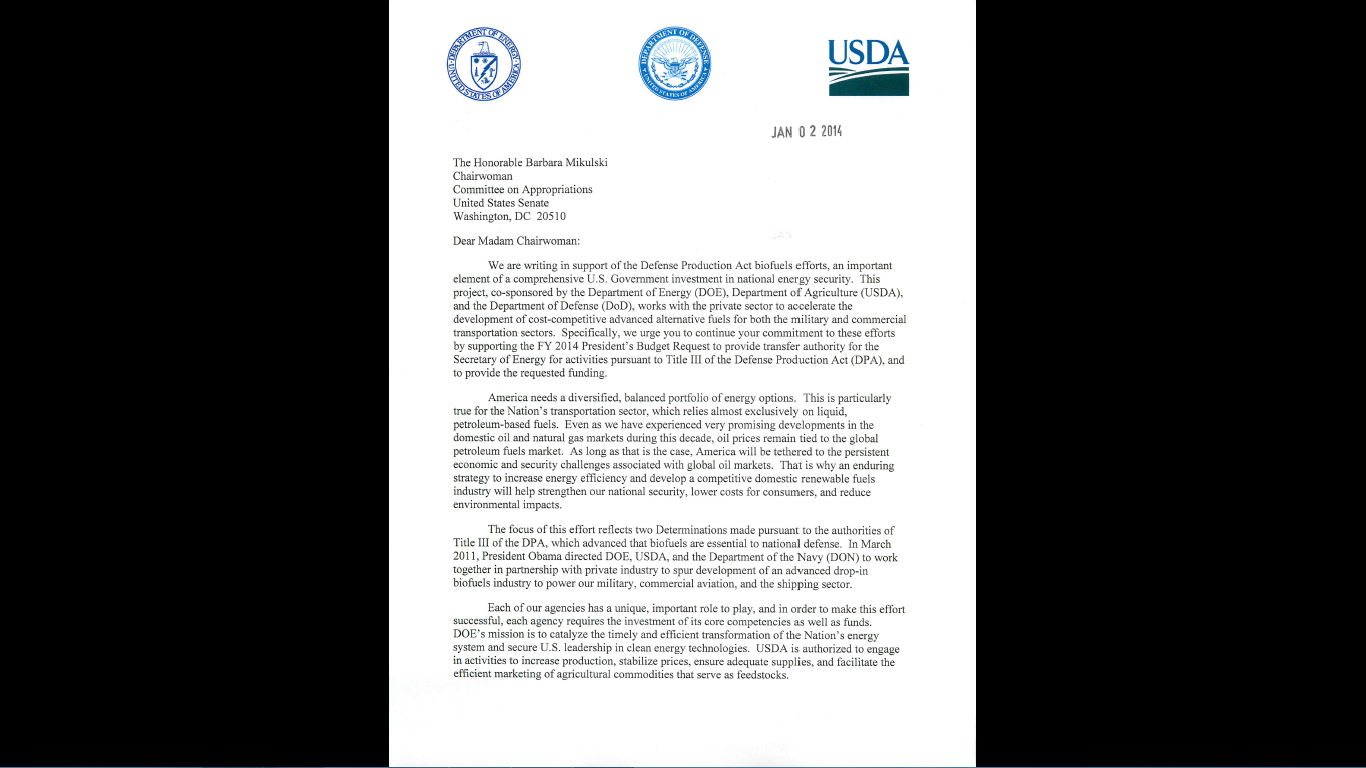 DEPARTMENT OF ENERGY
UNITED STATES OF AMERICA
DEPARTMENT OF DEFENSE
UNITED STATES OF AMERICA
USDA
JAN 02 2014
The Honorable Barbara Mikulski
Chairwoman
Committee on Appropriations
United States Senate
Washington, DC 20510
Dear Madam Chairwoman:
We are writing in support of the Defense Production Act biofuels efforts, an important
element of a comprehensive U.S. Government investment in national energy security. This
project, co-sponsored by the Department of Energy (DOE), Department of Agriculture (USDA),
and the Department of Defense (DoD), works with the private sector to accelerate the
development of cost-competitive advanced alternative fuels for both the military and commercial
transportation sectors. Specifically, we urge you to continue your commitment to these efforts
by supporting the FY 2014 President's Budget Request to provide transfer authority for the
Secretary of Energy for activities pursuant to Title III of the Defense Production Act (DPA), and
to provide the requested funding.
America needs a diversified, balanced portfolio of energy options. This is particularly
true for the Nation's transportation sector, which relies almost exclusively on liquid,
petroleum-based fuels. Even as we have experienced very promising developments in the
domestic oil and natural gas markets during this decade, oil prices remain tied to the global
petroleum fuels market. As long as that is the case, America will be tethered to the persistent
economic and security challenges associated with global oil markets. That is why an enduring
strategy to increase energy efficiency and develop a competitive domestic renewable fuels
industry will help strengthen our national security, lower costs for consumers, and reduce
environmental impacts.
The focus of this effort reflects two Determinations made pursuant to the authorities of
Title III of the DPA, which advanced that biofuels are essential to national defense. In March
2011, President Obama directed DOE, USDA, and the Department of the Navy (DON) to work
together in partnership with private industry to spur development of an advanced drop-in
biofuels industry to power our military, commercial aviation, and the shipping sector.
Each of our agencies has a unique, important role to play, and in order to make this effort
successful, each agency requires the investment of its core competencies as well as funds.
DOE's mission is to catalyze the timely and efficient transformation of the Nation's energy
system and secure U.S. leadership in clean energy technologies. USDA is authorized to engage
in activities to increase production, stabilize prices, ensure adequate supplies, and facilitate the
efficient marketing of agricultural commodities that serve as feedstocks.